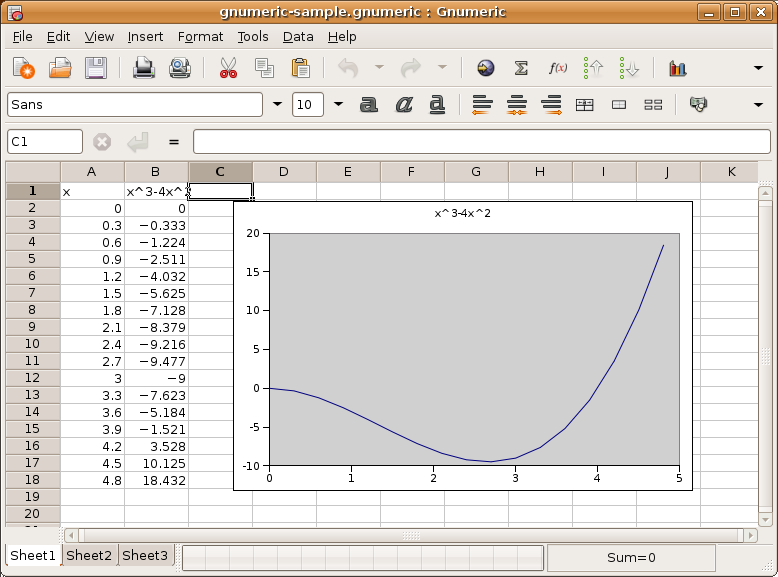 gnumeric-sample.gnumeric : Gnumeric
File Edit View Insert Format Tools Data Help
f(x)
Sans 10 a a a
C1 =
A B C D E F G H I J K
1 x x^3-4x^
2 0 0
3 0.3 −0.333
4 0.6 −1.224
5 0.9 −2.511
6 1.2 −4.032
7 1.5 −5.625
8 1.8 −7.128
9 2.1 −8.379
10 2.4 −9.216
11 2.7 −9.477
12 3 −9
13 3.3 −7.623
14 3.6 −5.184
15 3.9 −1.521
16 4.2 3.528
17 4.5 10.125
18 4.8 18.432
19
20
x^3-4x^2
20
15
10
5
0
-5
-10
0 1 2 3 4 5
Sheet1 Sheet2 Sheet3 Sum=0